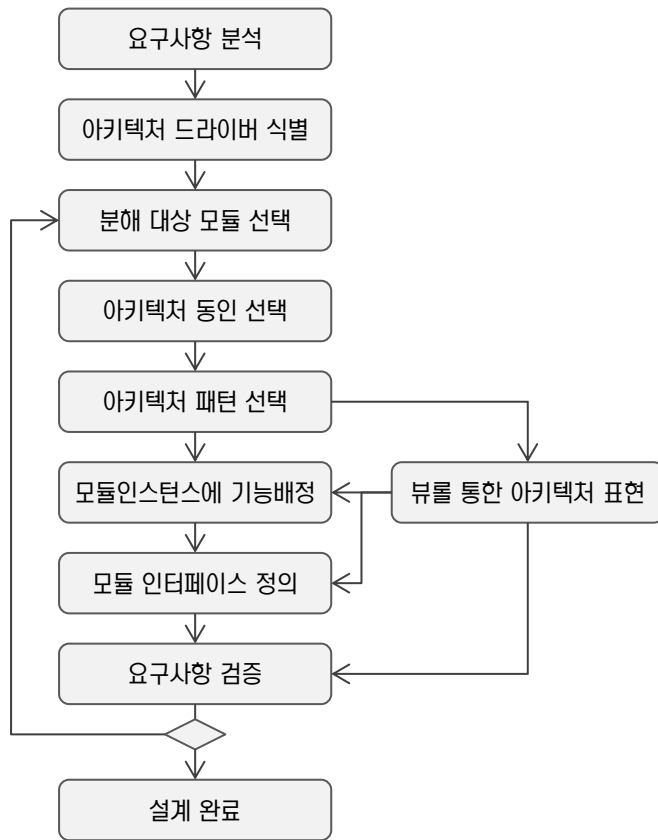 요구사항 분석
아키텍처 드라이버 식별
분해 대상 모듈 선택
아키텍처 동인 선택
아키텍처 패턴 선택
모듈인스턴스에 기능배정
뷰롤 통한 아키텍처 표현
모듈 인터페이스 정의
요구사항 검증
설계 완료